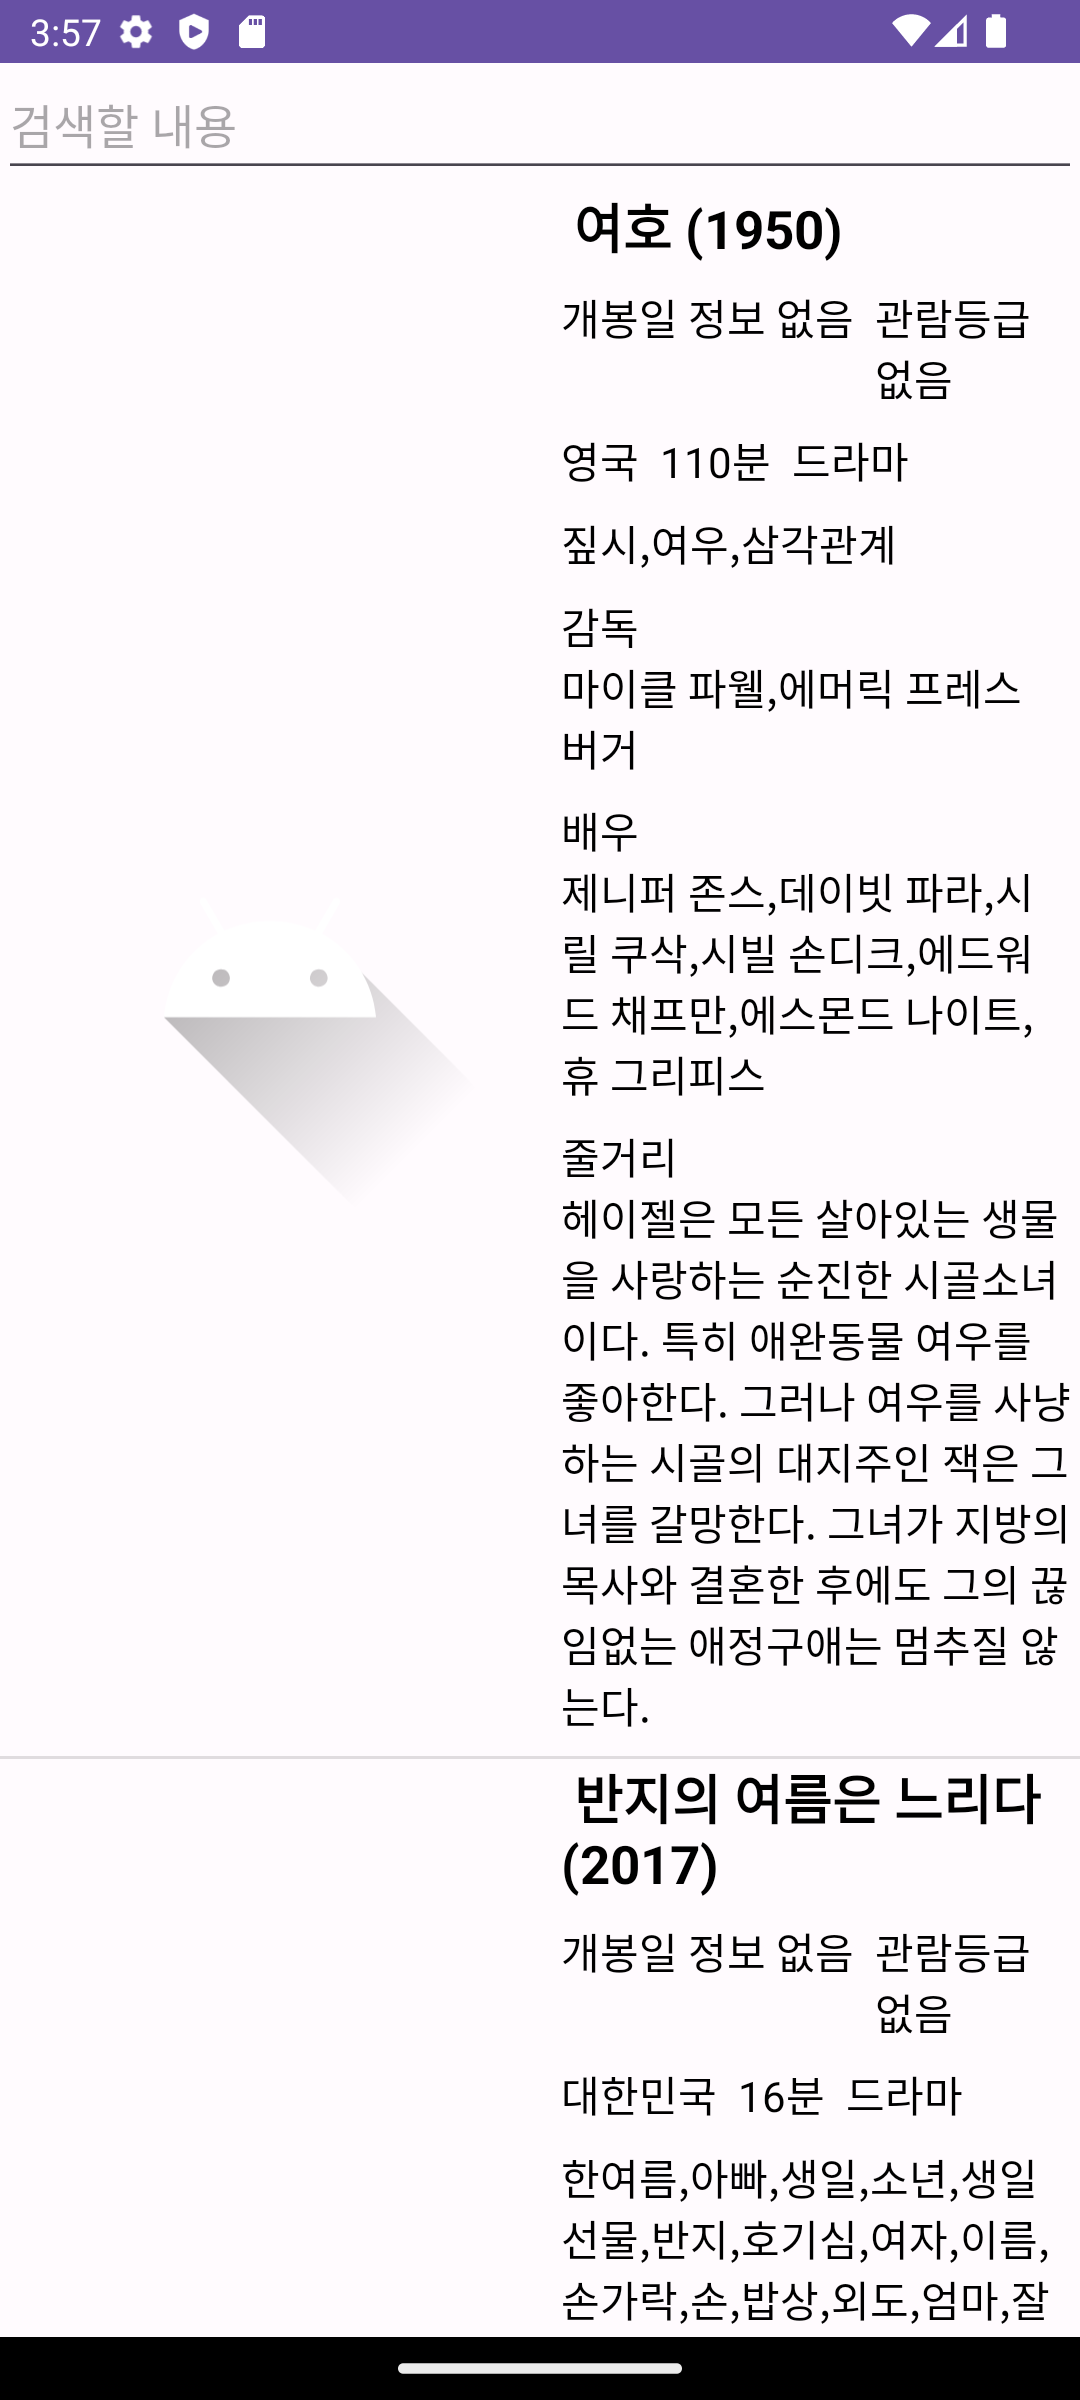 3:57
검색할 내용
여호 (1950)
개봉일 정보 없음 관람등급
없음
영국 110분 드라마
짚시,여우,삼각관계
감독
마이클 파웰,에머릭 프레스
버거
배우
제니퍼 존스,데이빗 파라,시
릴 쿠삭,시빌 손디크,에드워
드 채프만,에스몬드 나이트,
휴 그리피스
줄거리
헤이젤은 모든 살아있는 생물
을 사랑하는 순진한 시골소녀
이다. 특히 애완동물 여우를
좋아한다. 그러나 여우를 사냥
하는 시골의 대지주인 잭은 그
녀를 갈망한다. 그녀가 지방의
목사와 결혼한 후에도 그의 끊
임없는 애정구애는 멈추질 않
는다.
반지의 여름은 느리다
(2017)
개봉일 정보 없음 관람등급
없음
대한민국 16분 드라마
한여름,아빠,생일,소년,생일
선물,반지,호기심,여자,이름,
손가락,손,밥상,외도,엄마,잘